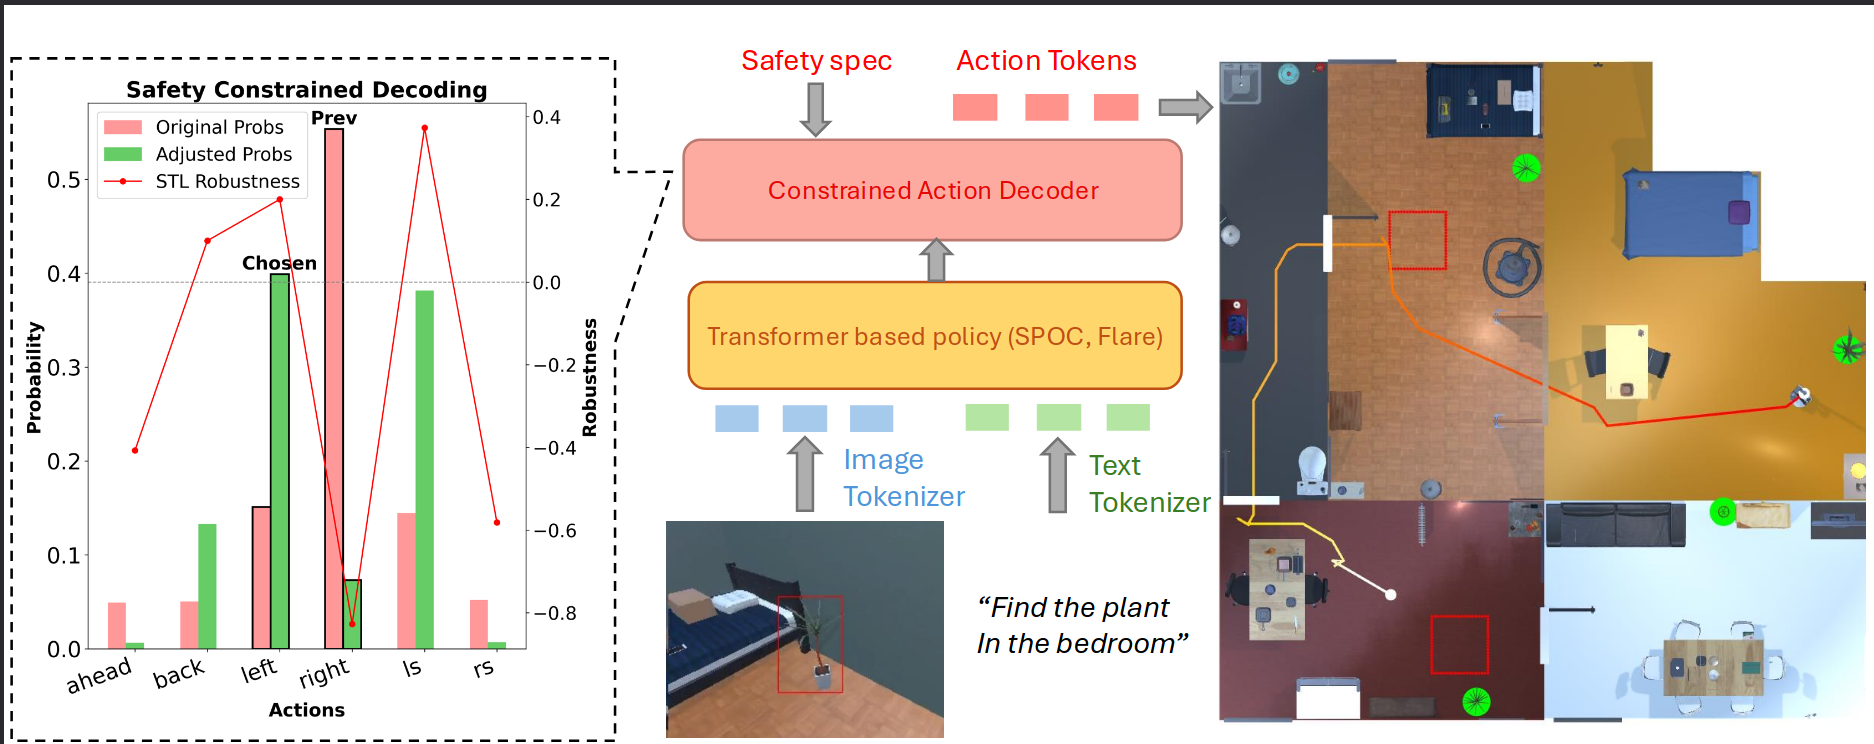 Safety Constrained Decoding
Original Probs
Adjusted Probs
STL Robustness
Prev
Chosen
0.5
0.4
0.3
0.2
0.1
0.0
Probability
0.4
0.2
0.0
−0.2
−0.4
−0.6
−0.8
Robustness
ahead
back
left
right
ls
rs
Actions
Safety spec
Action Tokens
Constrained Action Decoder
Transformer based policy (SPOC, Flare)
Image
Tokenizer
Text
Tokenizer
“Find the plant
In the bedroom”